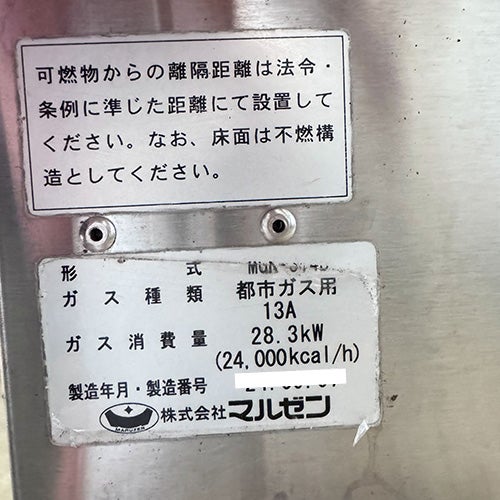 可燃物からの離隔距離は法令・
条例に準じた距離にて設置して
ください。なお、床面は不燃構
造としてください。
形式
ガス種類 都市ガス用
13A
ガス消費量 28.3kW
(24,000kcal/h)
製造年月・製造番号
MARUZEN 株式会社マルゼン